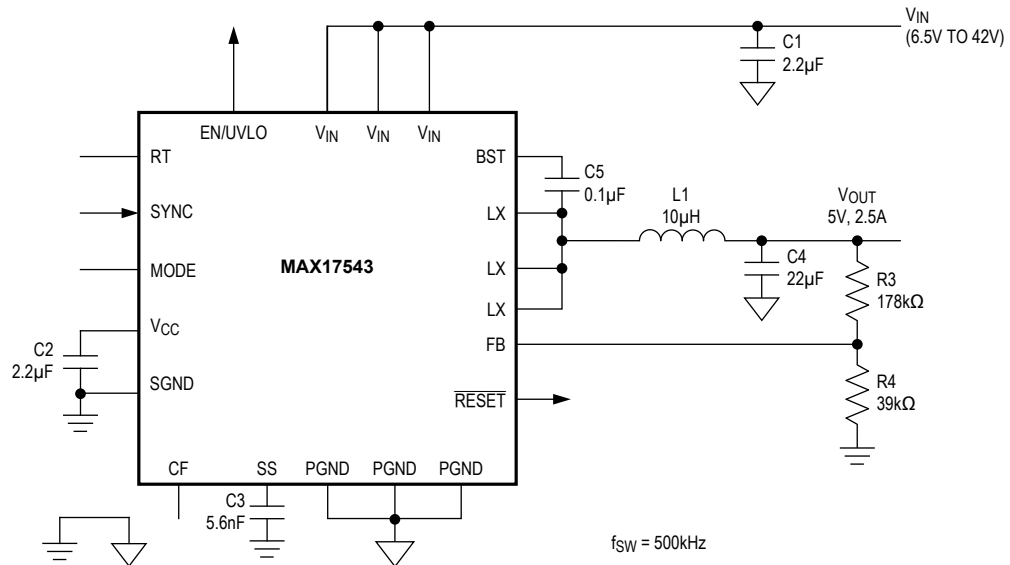 VIN
(6.5V TO 42V)
C1
2.2µF
EN/UVLO
VIN
VIN
VIN
RT
BST
C5
0.1µF
SYNC
LX
L1
10µH
VOUT
5V, 2.5A
MODE
MAX17543
LX
C4
22µF
R3
178kΩ
LX
VCC
C2
2.2µF
FB
SGND
RESET
R4
39kΩ
CF
SS
PGND
PGND
PGND
C3
5.6nF
fSW = 500kHz